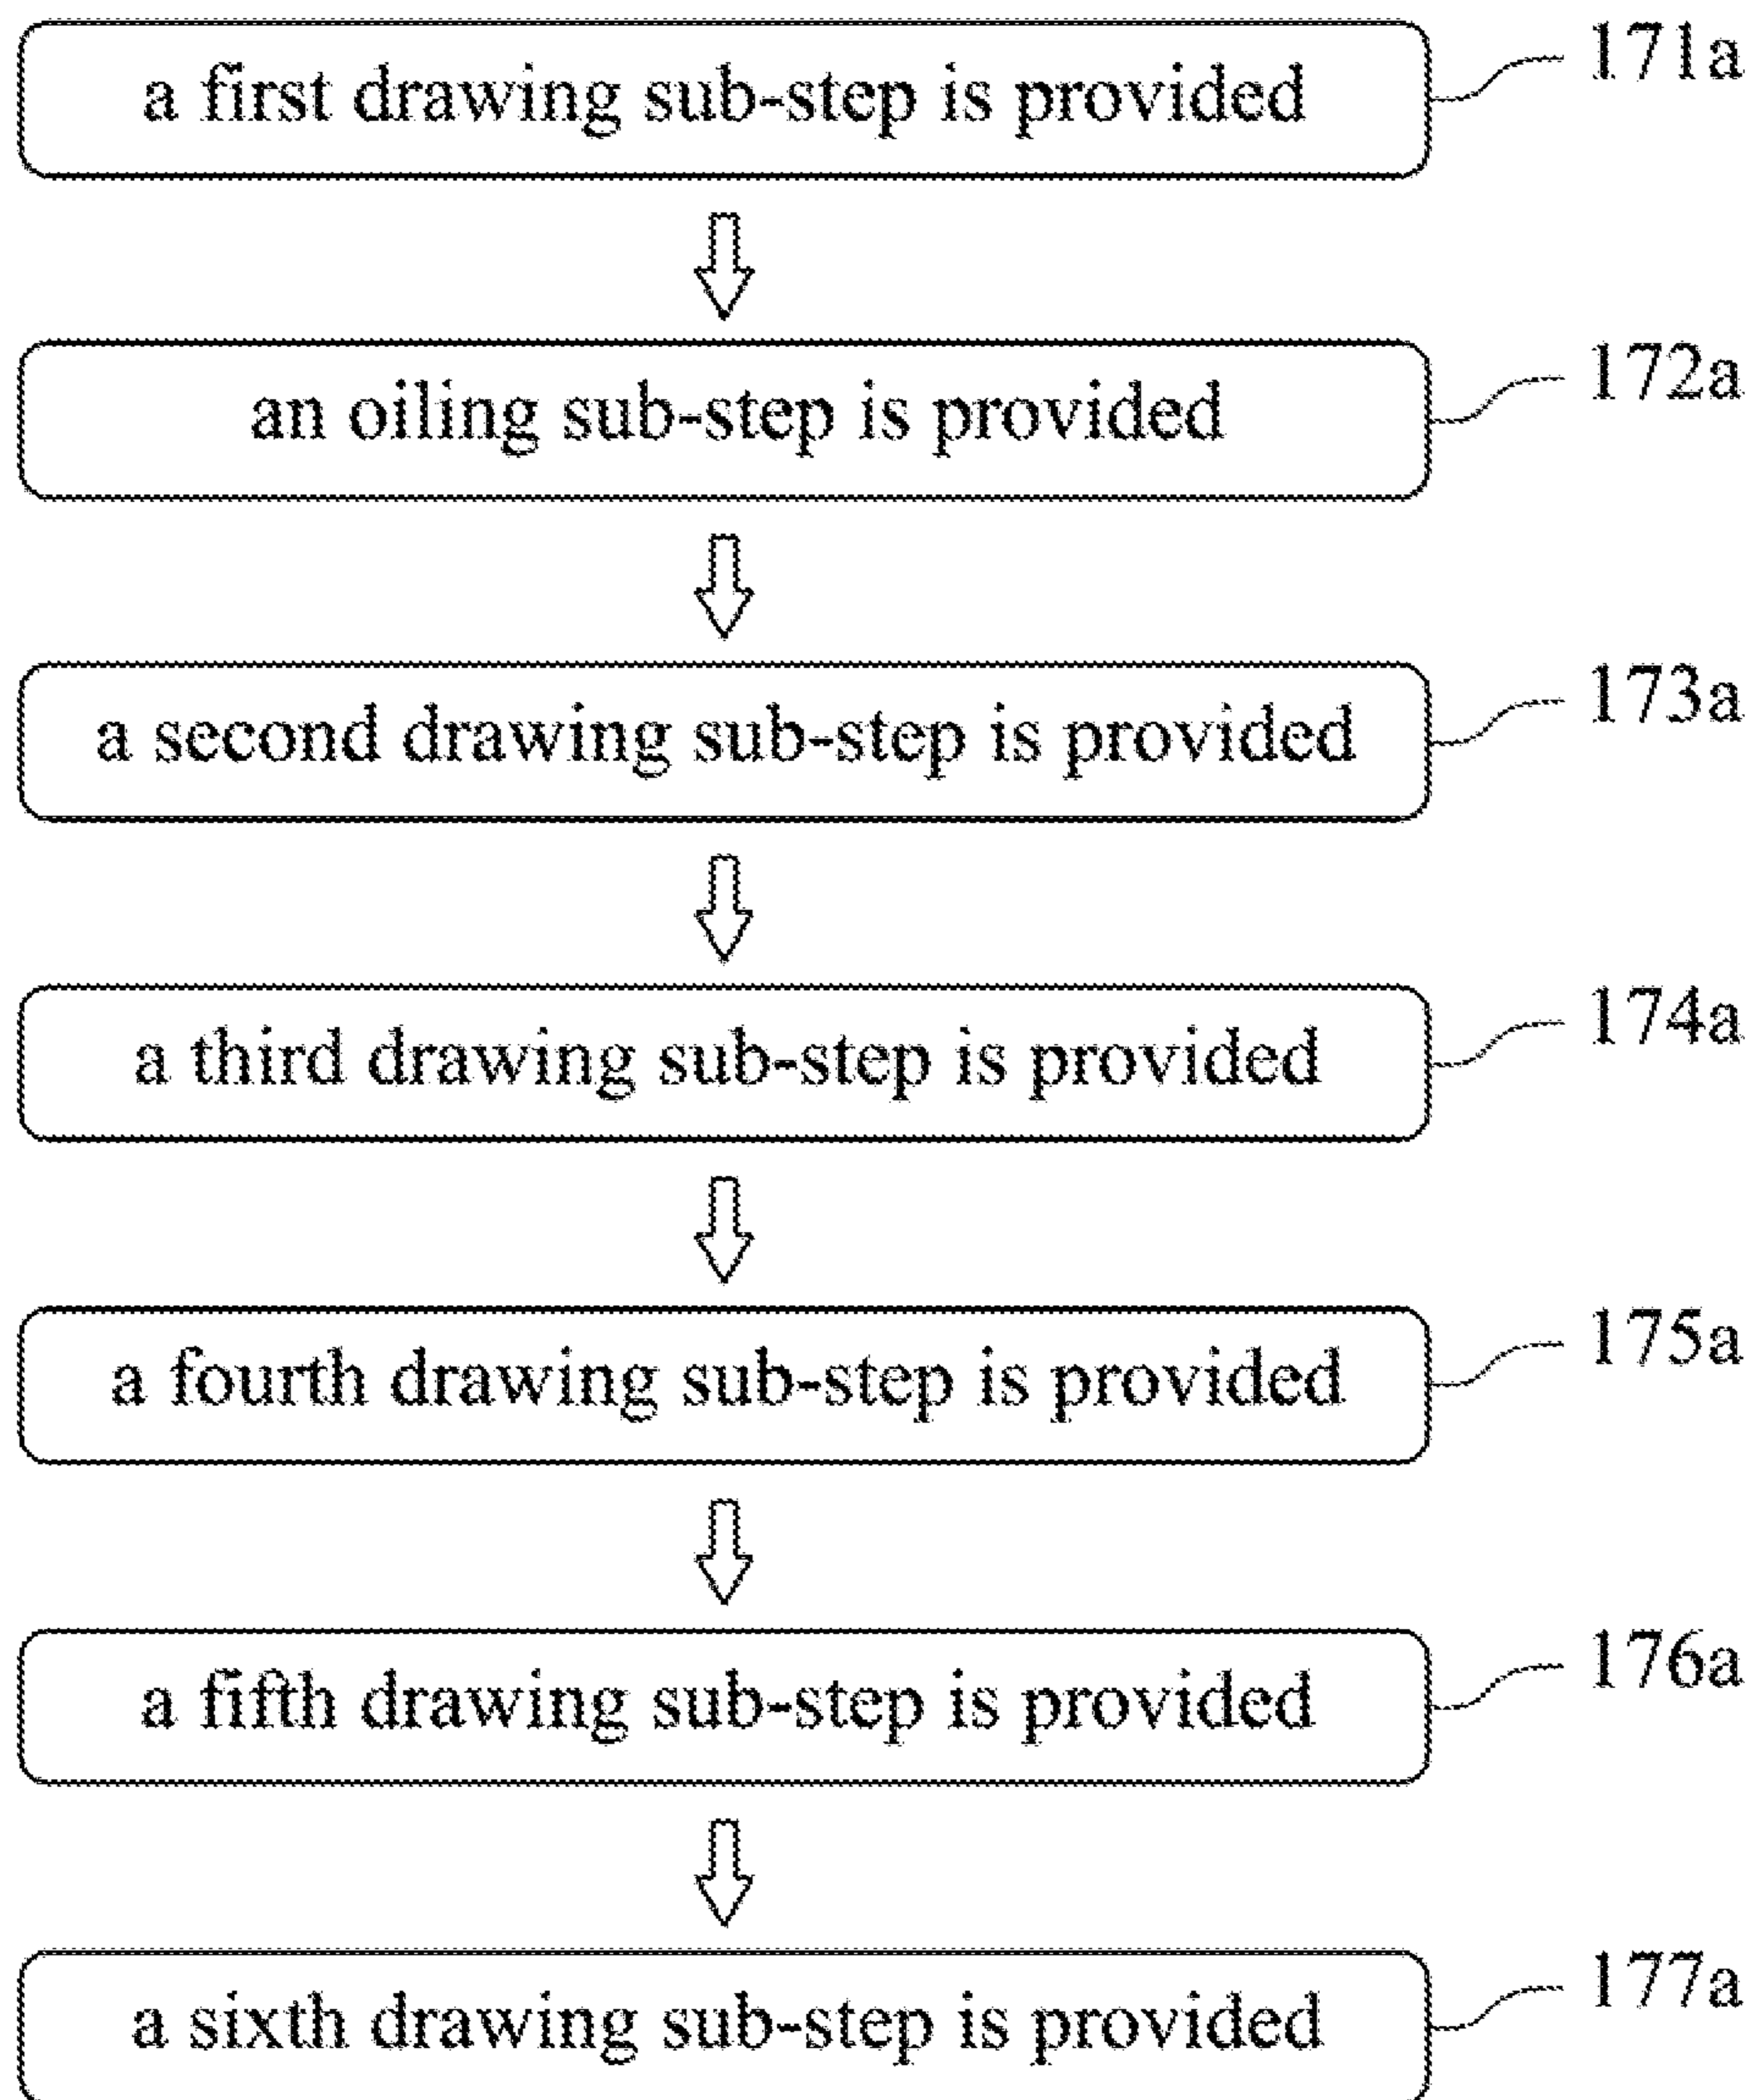 a first drawing sub-step is provided 171a
an oiling sub-step is provided 172a
a second drawing sub-step is provided 173a
a third drawing sub-step is provided 174a
a fourth drawing sub-step is provided 175a
a fifth drawing sub-step is provided 176a
a sixth drawing sub-step is provided 177a